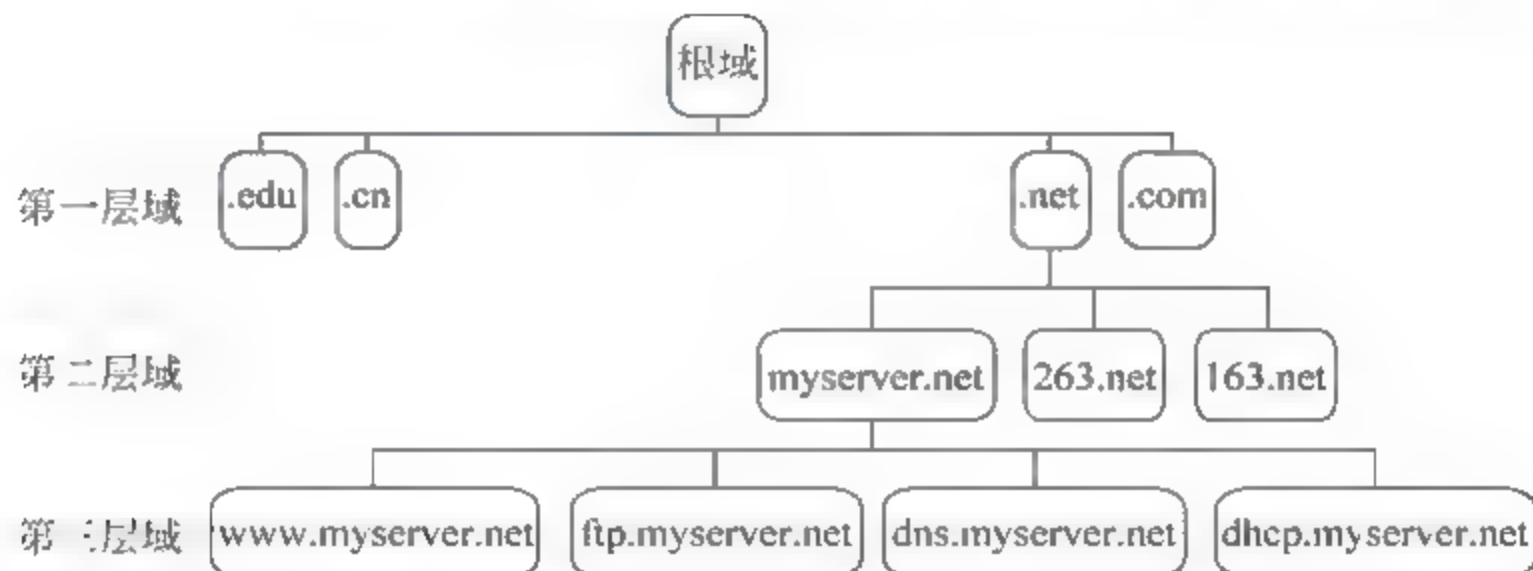 根域
第一层域 .edu .cn .net .com
第二层域 myserver.net 263.net 163.net
第三层域 www.myserver.net ftp.myserver.net dns.myserver.net dhcp.myserver.net